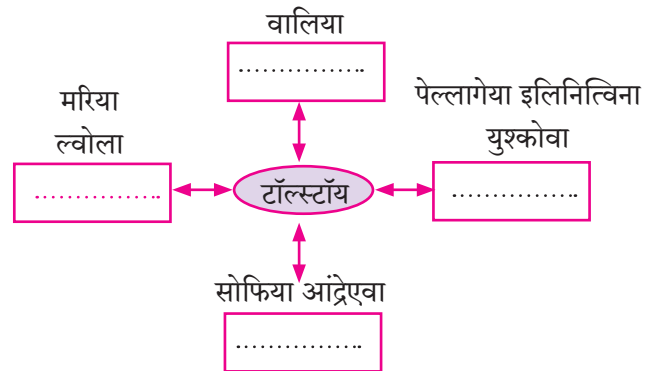 वालिया
................
मरिया
ल्वोला
................
पेल्लागेया इलिनित्विना
युश्कोवा
................
टॉल्स्टॉय
सोफिया आंद्रेएवा
................